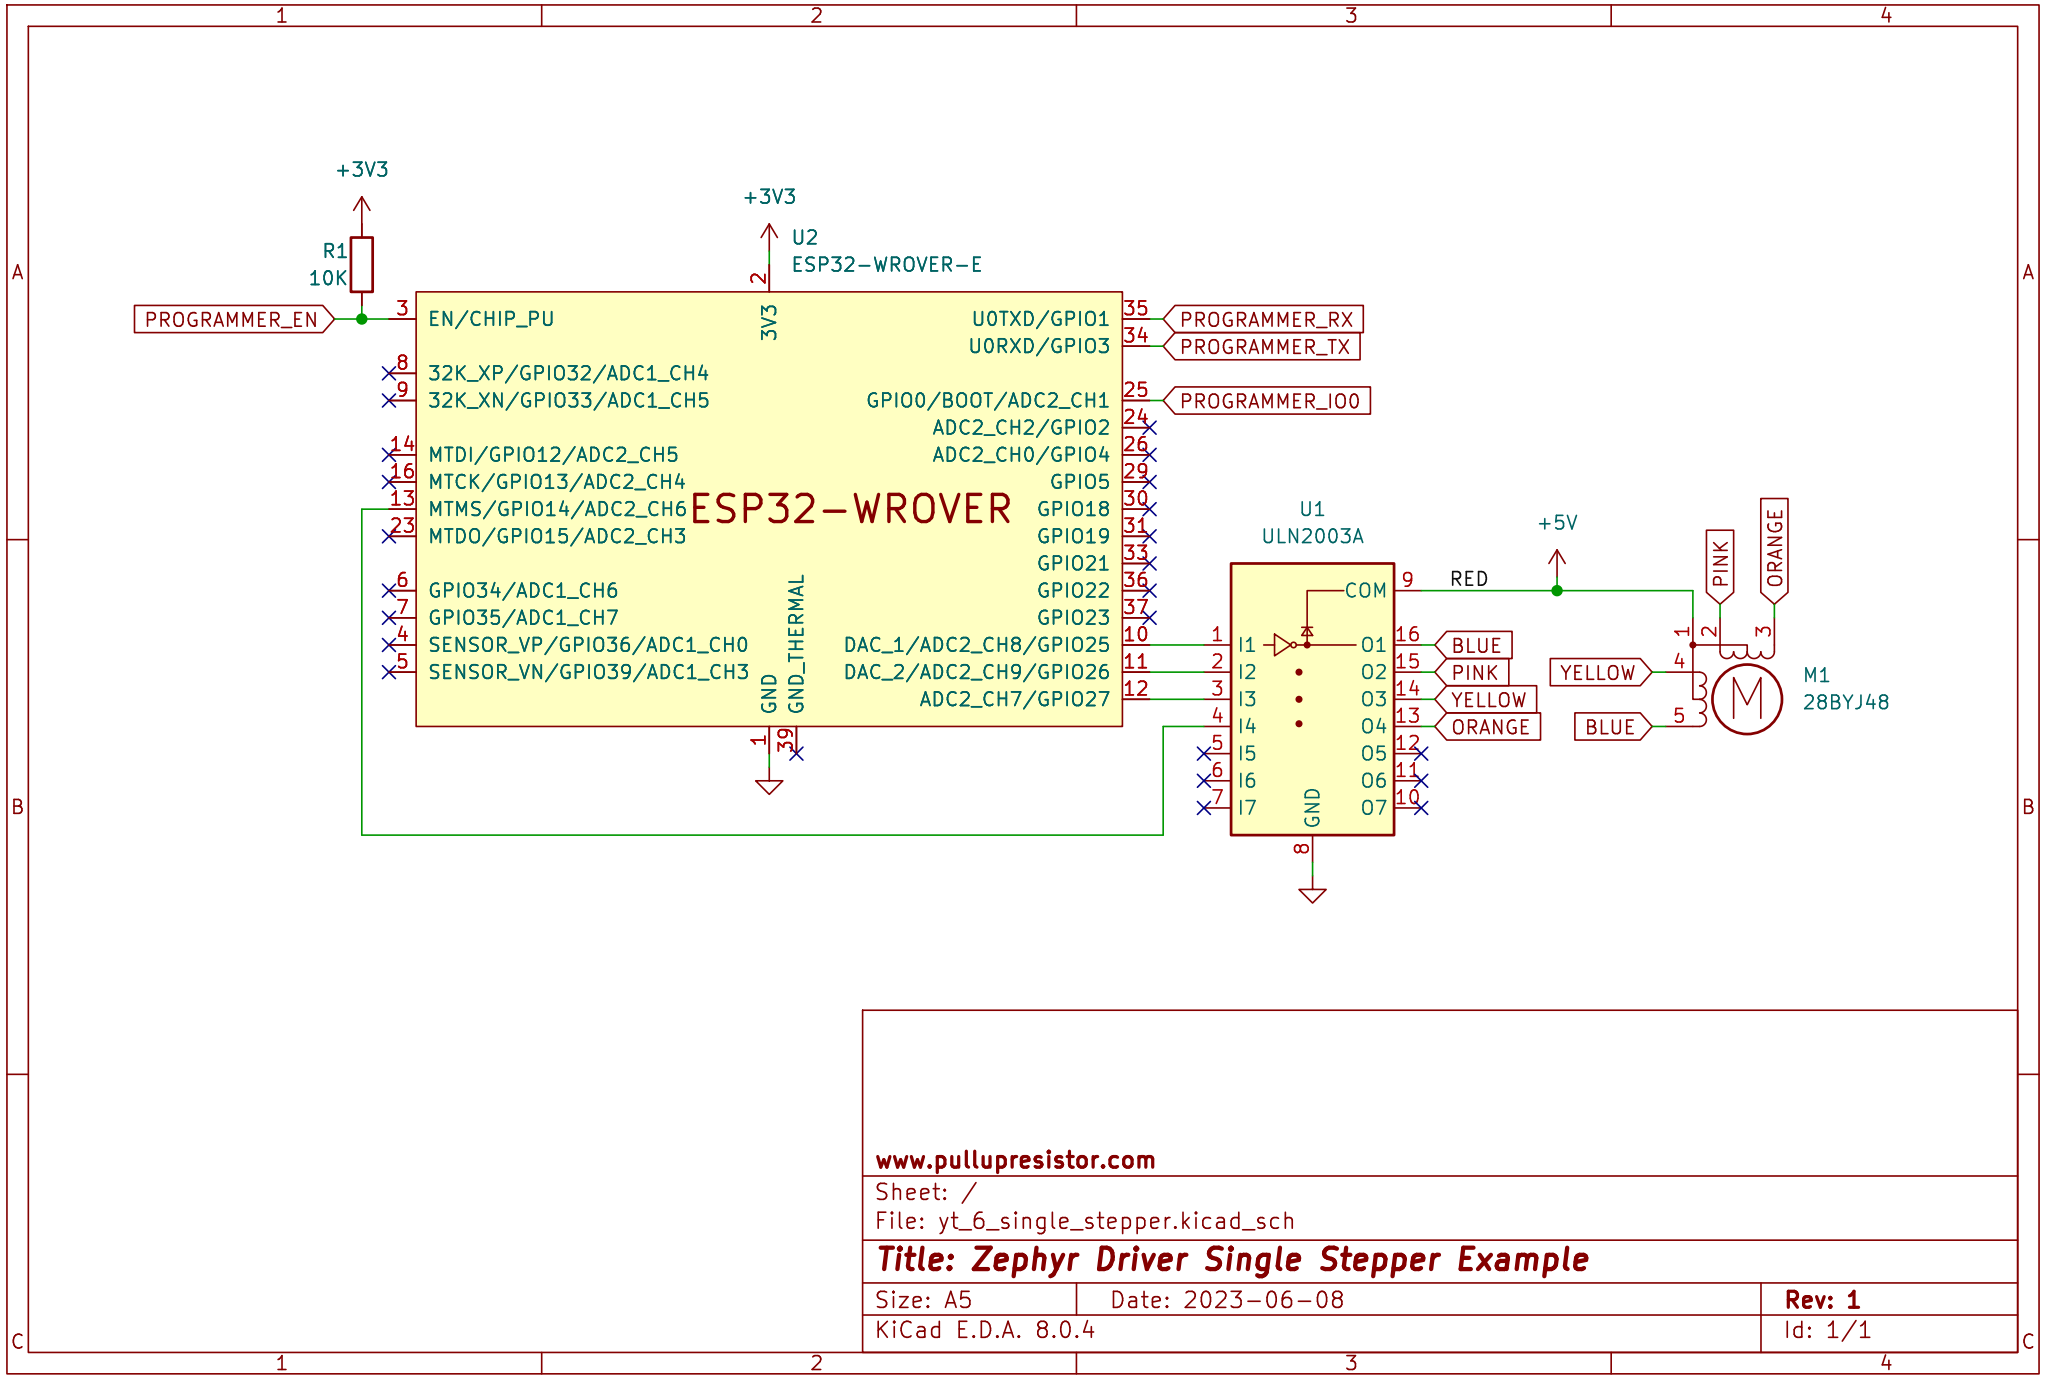 1 2 3 4
A A
B B
C C
1 2 3 4
+3V3
R1
10K
PROGRAMMER_EN
+3V3
U2
ESP32-WROVER-E
2
3V3
3 EN/CHIP_PU
8 32K_XP/GPIO32/ADC1_CH4
9 32K_XN/GPIO33/ADC1_CH5
14 MTDI/GPIO12/ADC2_CH5
16 MTCK/GPIO13/ADC2_CH4
13 MTMS/GPIO14/ADC2_CH6
23 MTDO/GPIO15/ADC2_CH3
6 GPIO34/ADC1_CH6
7 GPIO35/ADC1_CH7
4 SENSOR_VP/GPIO36/ADC1_CH0
5 SENSOR_VN/GPIO39/ADC1_CH3
ESP32-WROVER
GND
1
GND_THERMAL
39
U0TXD/GPIO1 35 PROGRAMMER_RX
U0RXD/GPIO3 34 PROGRAMMER_TX
GPIO0/BOOT/ADC2_CH1 25 PROGRAMMER_IO0
ADC2_CH2/GPIO2 24
ADC2_CH0/GPIO4 26
GPIO5 29
GPIO18 30
GPIO19 31
GPIO21 33
GPIO22 36
GPIO23 37
DAC_1/ADC2_CH8/GPIO25 10
DAC_2/ADC2_CH9/GPIO26 11
ADC2_CH7/GPIO27 12
U1
ULN2003A
1 I1
2 I2
3 I3
4 I4
5 I5
6 I6
7 I7
GND
8
COM 9 RED
O1 16 BLUE
O2 15 PINK
O3 14 YELLOW
O4 13 ORANGE
O5 12
O6 11
O7 10
+5V
PINK
ORANGE
1
2
3
YELLOW 4
BLUE 5
M
M1
28BYJ48
www.pullupresistor.com
Sheet: /
File: yt_6_single_stepper.kicad_sch
Title: Zephyr Driver Single Stepper Example
Size: A5 Date: 2023-06-08 Rev: 1
KiCad E.D.A. 8.0.4 Id: 1/1